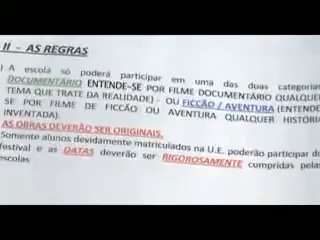 II - AS REGRAS
) A escola só poderá participar em uma das duas categorias
DOCUMENTÁRIO ENTENDE-SE POR FILME DOCUMENTÁRIO QUALQUER
TEMA QUE TRATE DA REALIDADE) - OU FICÇÃO / AVENTURA (ENTENDE
SE POR FILME DE FICÇÃO OU AVENTURA QUALQUER HISTÓRIA
INVENTADA).
AS OBRAS DEVERÃO SER ORIGINAIS.
Somente alunos devidamente matriculados na U.E. poderão participar do
festival e as DATAS deverão ser RIGOROSAMENTE cumpridas pelas
escolas